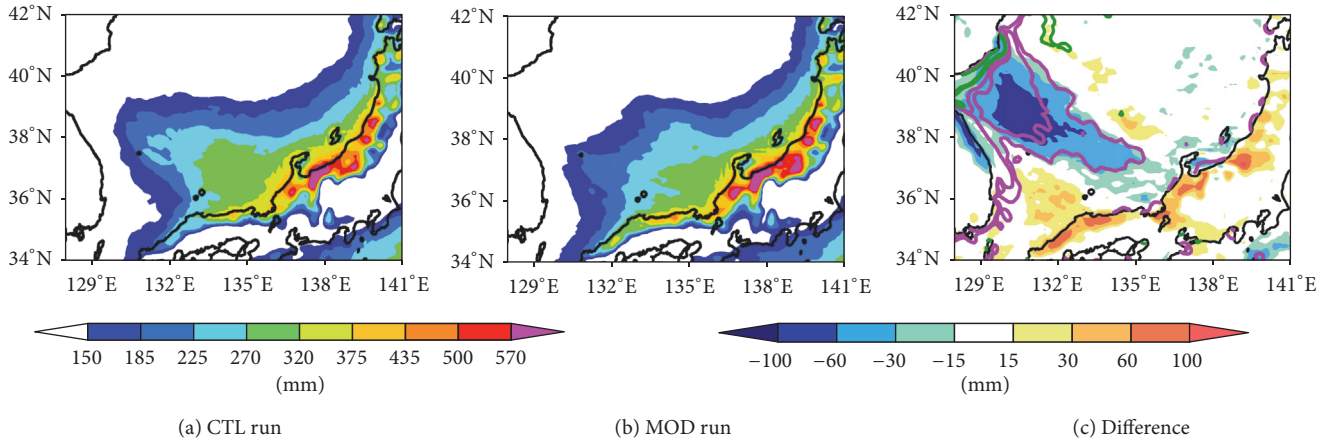 42˚N
40˚N
38˚N
36˚N
34˚N
129˚E 132˚E 135˚E 138˚E 141˚E
42˚N
40˚N
38˚N
36˚N
34˚N
129˚E 132˚E 135˚E 138˚E 141˚E
42˚N
40˚N
38˚N
36˚N
34˚N
129˚E 132˚E 135˚E 138˚E 141˚E
150 185 225 270 320 375 435 500 570
(mm)
−100 −60 −30 −15 15 30 60 100
(mm)
(a) CTL run
(b) MOD run
(c) Difference